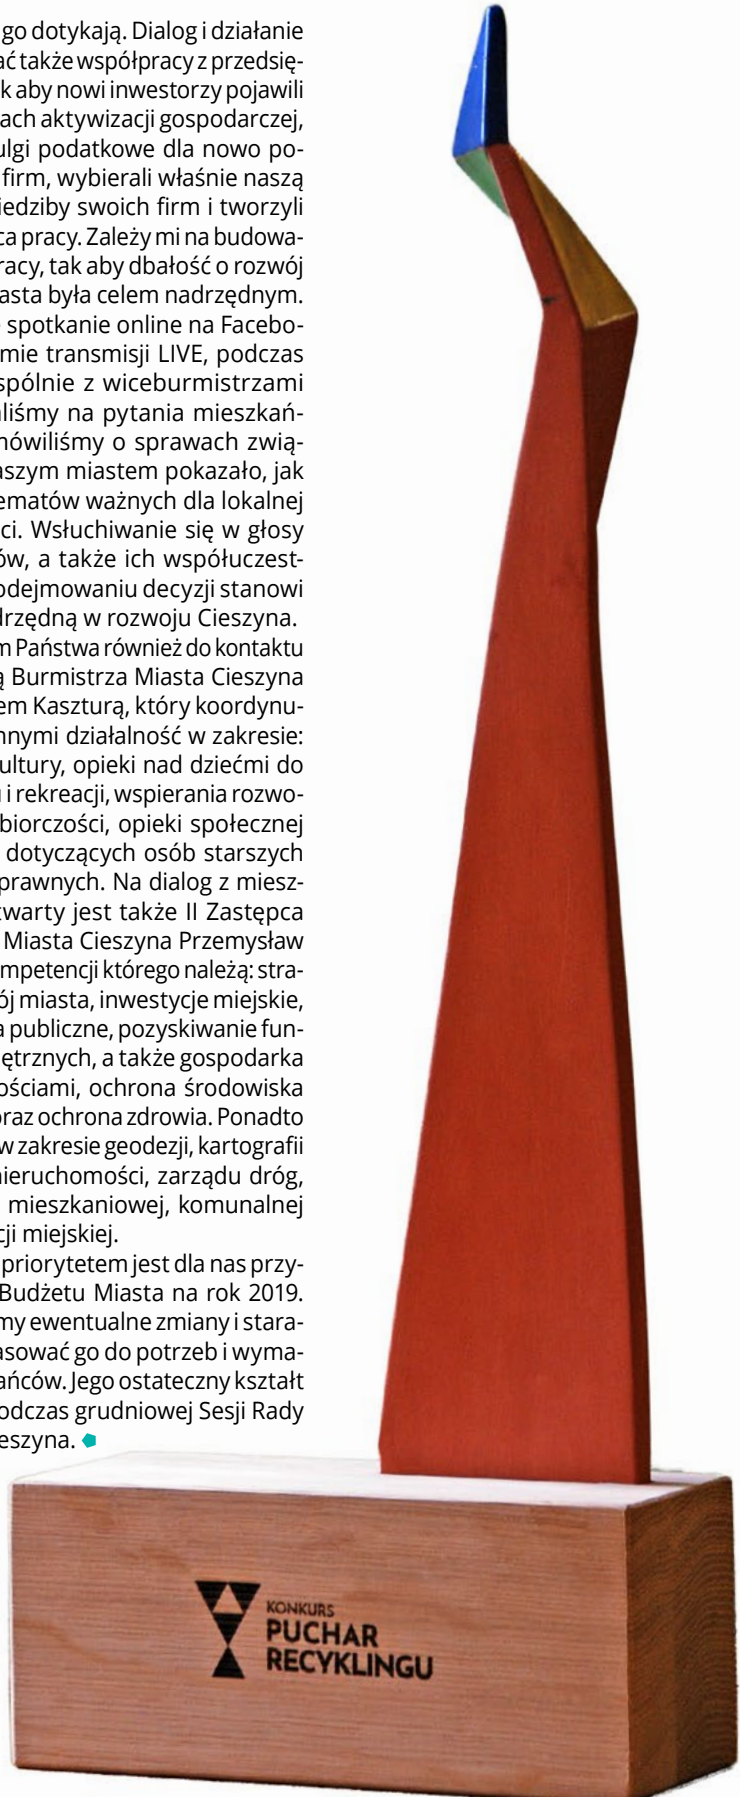 go dotykają. Dialog i działanie
ać także współpracy z przedsię-
k aby nowi inwestorzy pojawili
ach aktywizacji gospodarczej,
ulgi podatkowe dla nowo po-
firm, wybierali właśnie naszą
iedziby swoich firm i tworzyli
ca pracy. Zależy mi na budowa-
racy, tak aby dbałość o rozwój
iasta była celem nadrzędnym.
e spotkanie online na Facebo-
mie transmisji LIVE, podczas
spólnie z wiceburmistrzami
aliśmy na pytania mieszkań-
mówiliśmy o sprawach zwią-
aszym miastem pokazało, jak
ematów ważnych dla lokalnej
ci. Wsłuchiwanie się w głosy
ów, a także ich współuczest-
odejmowaniu decyzji stanowi
drzędną w rozwoju Cieszyna.
m Państwa również do kontaktu
ą Burmistrza Miasta Cieszyna
em Kaszturą, który koordynu-
nnymi działalność w zakresie:
ultury, opieki nad dziećmi do
u i rekreacji, wspierania rozwo-
biorczości, opieki społecznej
dotyczących osób starszych
prawnych. Na dialog z miesz-
twarty jest także II Zastępca
Miasta Cieszyna Przemysław
mpetencji którego należą: stra-
ój miasta, inwestycje miejskie,
a publiczne, pozyskiwanie fun-
ętrznych, a także gospodarka
ościami, ochrona środowiska
oraz ochrona zdrowia. Ponadto
w zakresie geodezji, kartografii
nieruchomości, zarządu dróg,
mieszkaniowej, komunalnej
cji miejskiej.
priorytetem jest dla nas przy-
Budżetu Miasta na rok 2019.
my ewentualne zmiany i stara-
asować go do potrzeb i wyma-
ańców. Jego ostateczny kształt
odczas grudniowej Sesji Rady
eszyna.
KONKURS
PUCHAR
RECYKLINGU